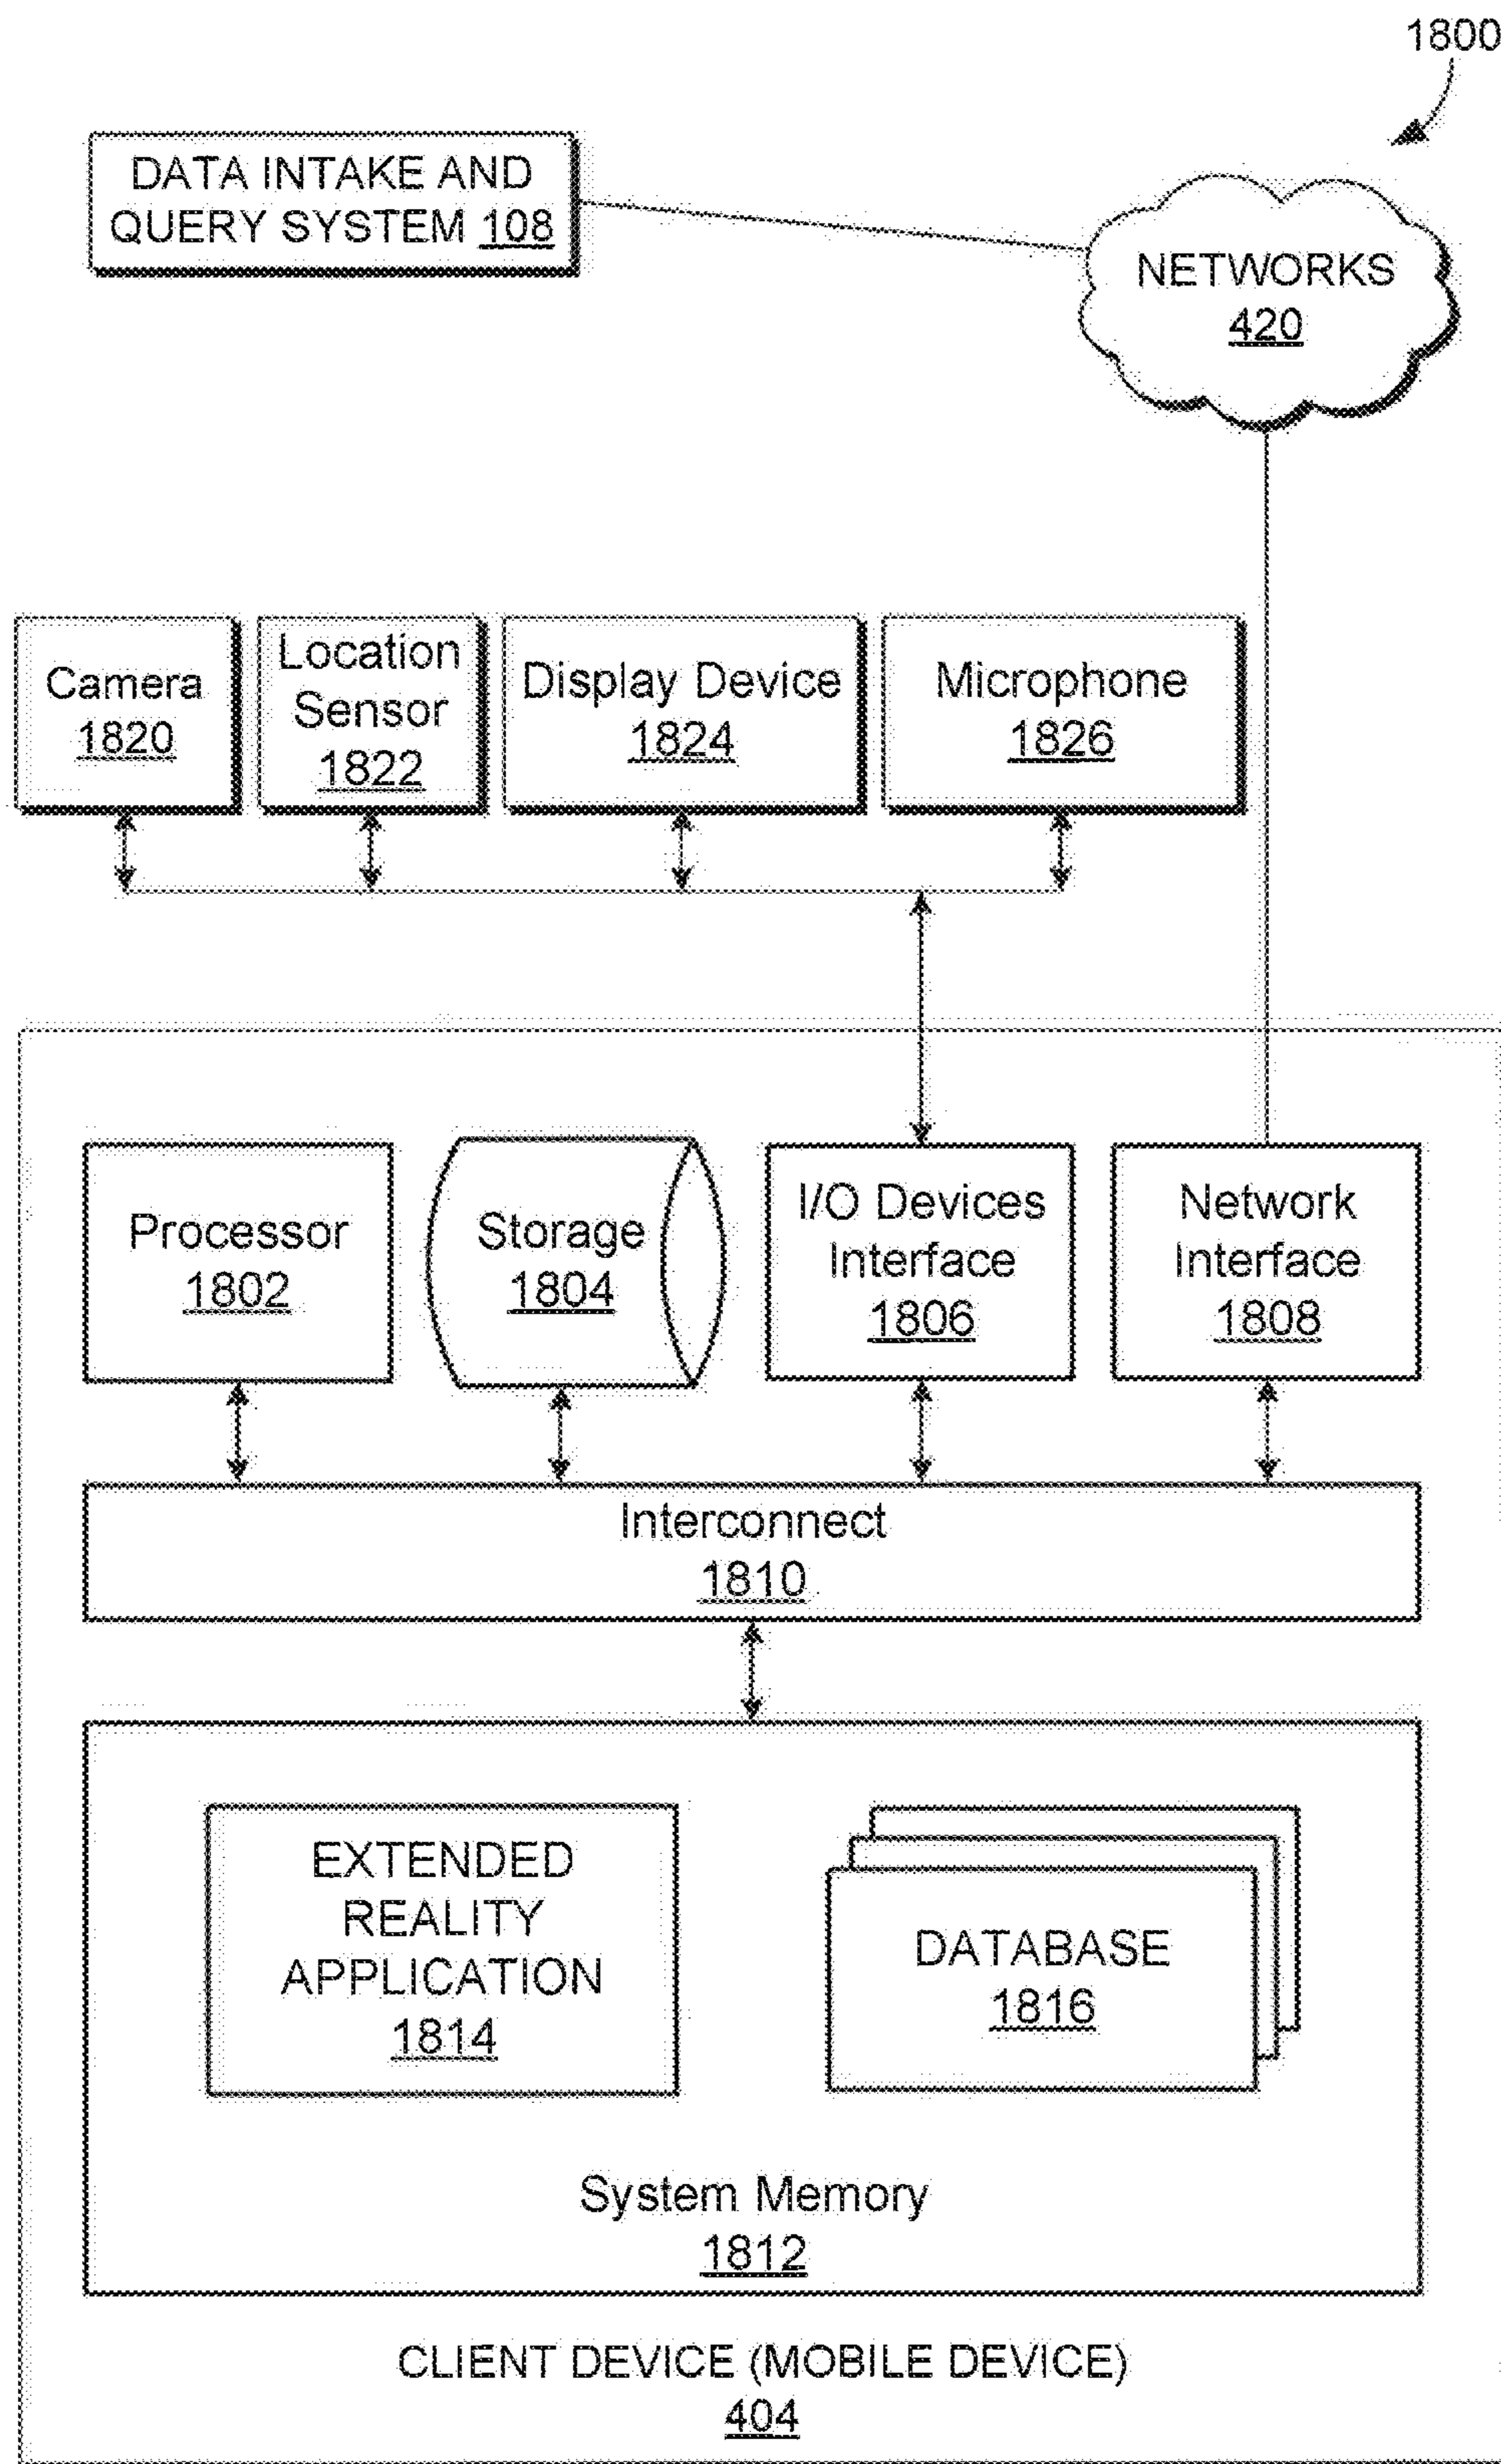 1800
DATA INTAKE AND
QUERY SYSTEM 108
NETWORKS
420
Camera
1820
Location
Sensor
1822
Display Device
1824
Microphone
1826
Processor
1802
Storage
1804
I/O Devices
Interface
1806
Network
Interface
1808
Interconnect
1810
EXTENDED
REALITY
APPLICATION
1814
DATABASE
1816
System Memory
1812
CLIENT DEVICE (MOBILE DEVICE)
404